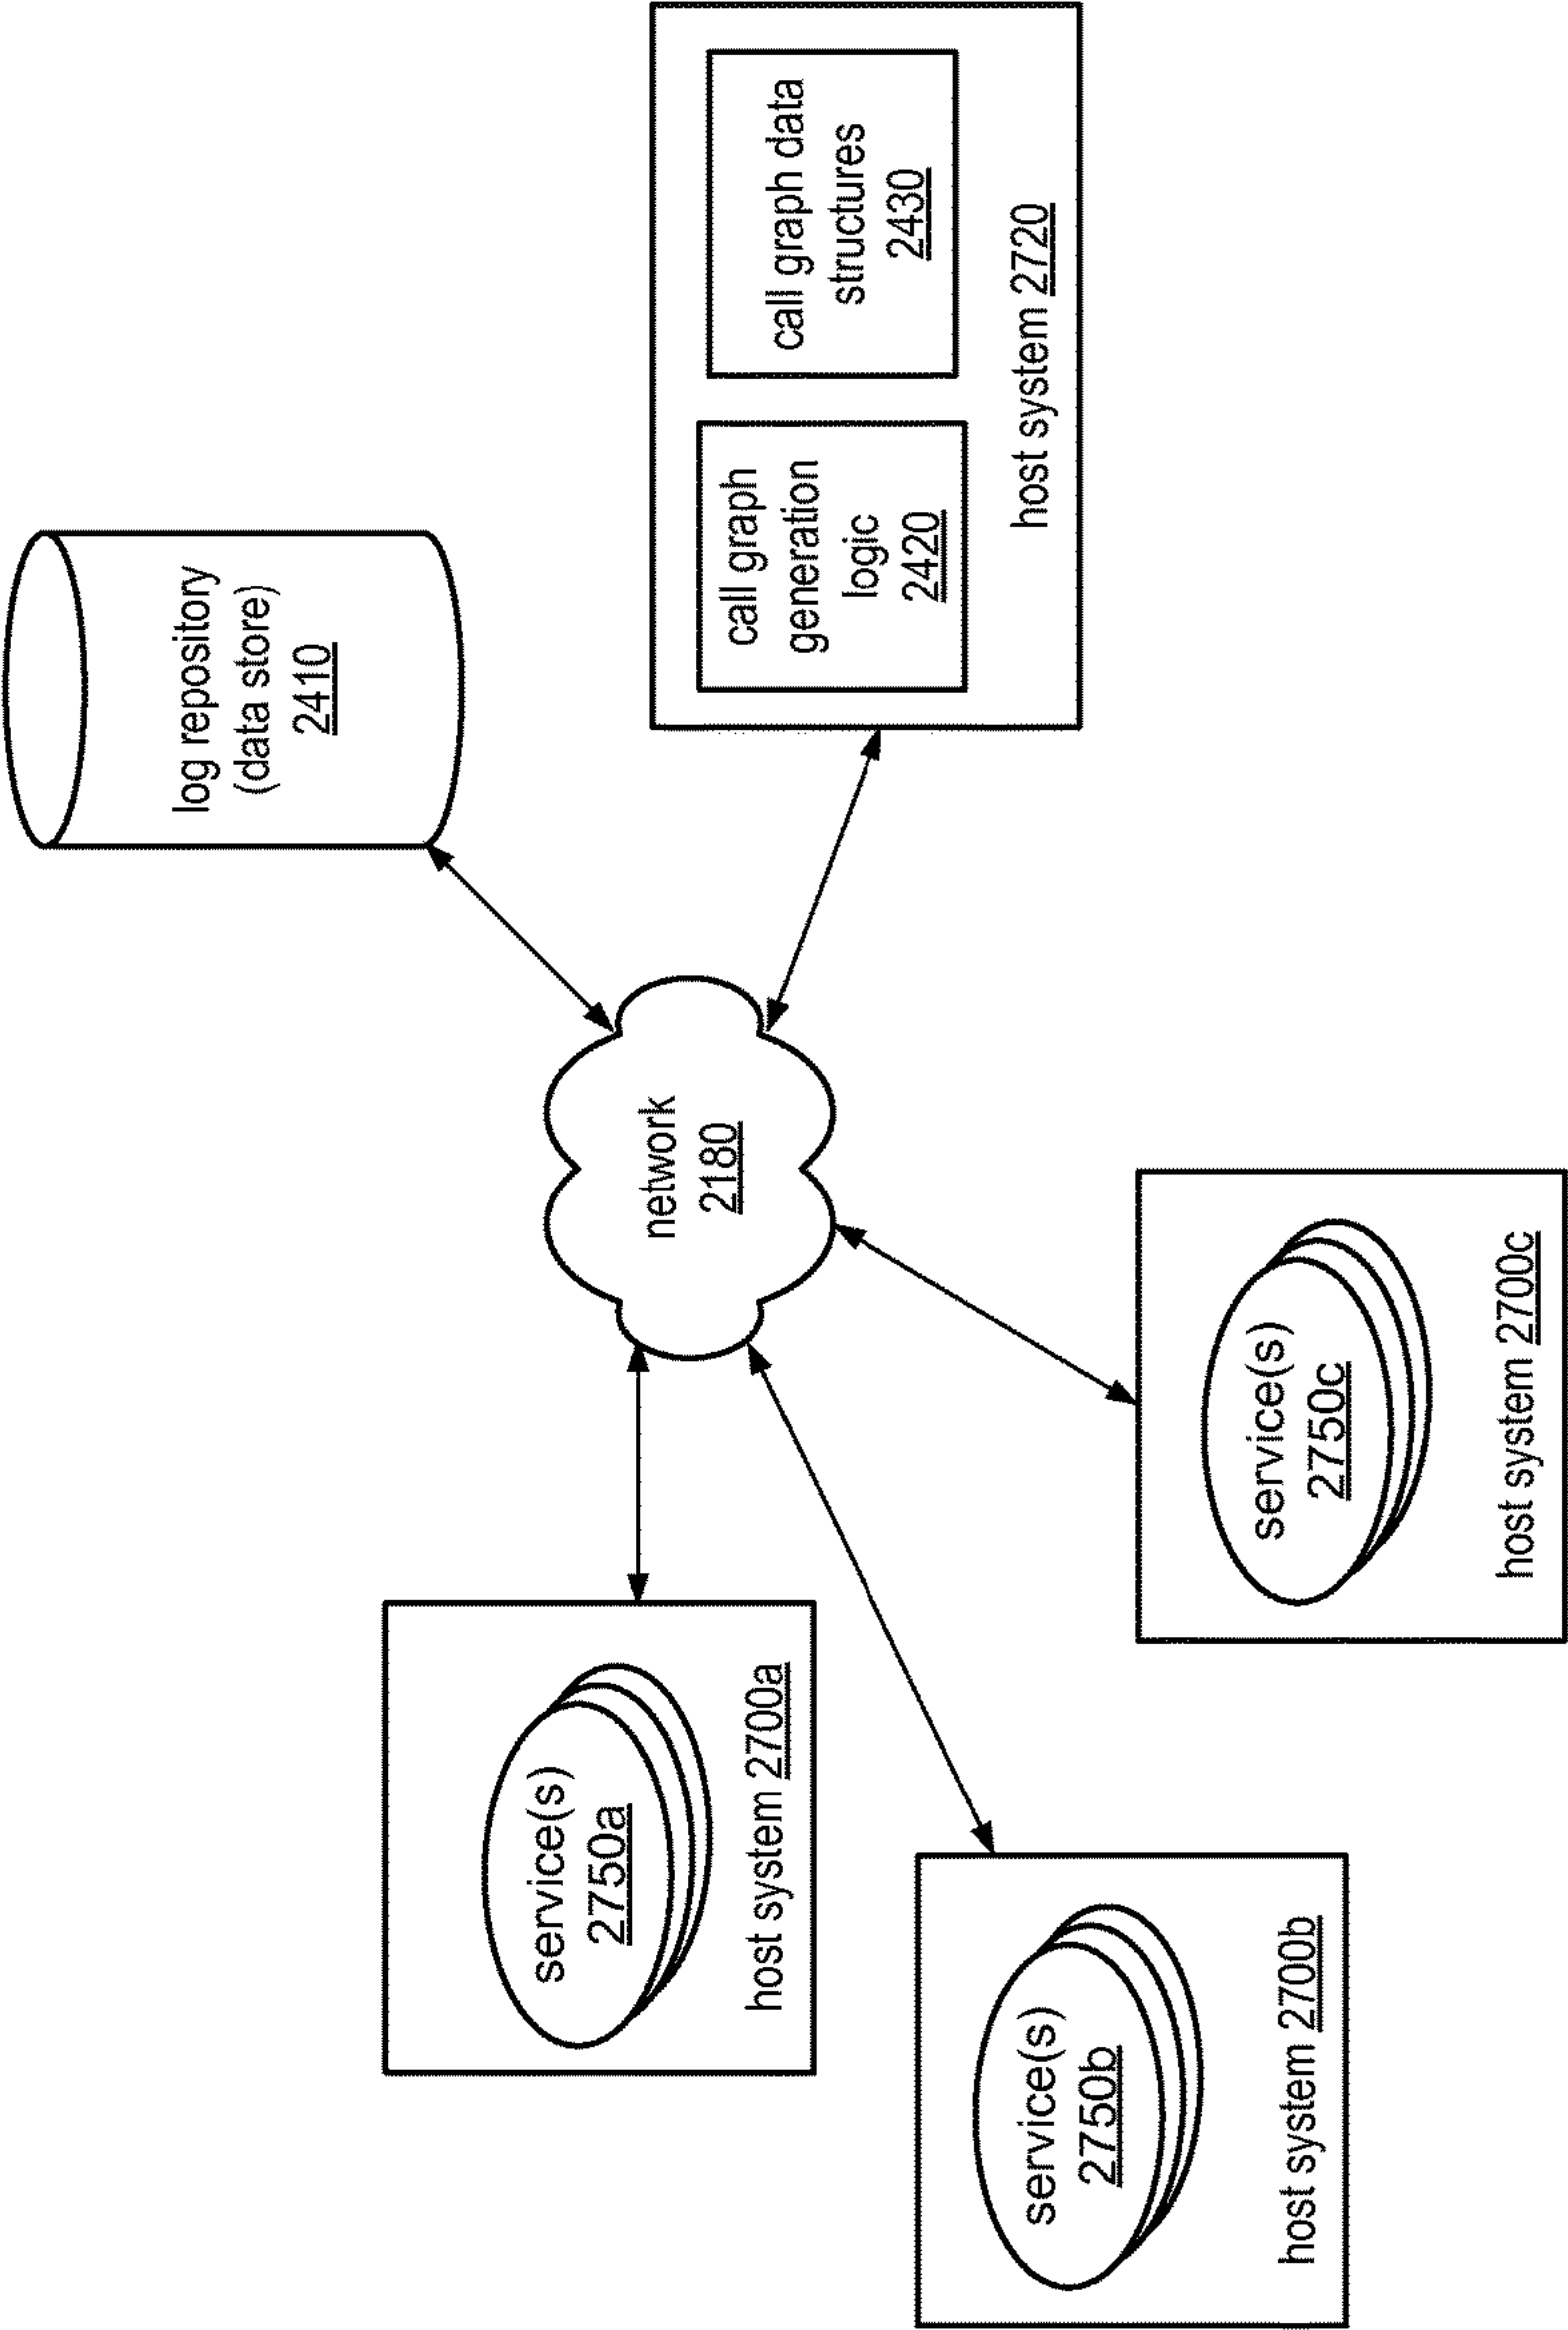 log repository
(data store)
2410
call graph
generation
logic
2420
call graph data
structures
2430
host system 2720
network
2180
service(s)
2750a
host system 2700a
service(s)
2750b
host system 2700b
service(s)
2750c
host system 2700c